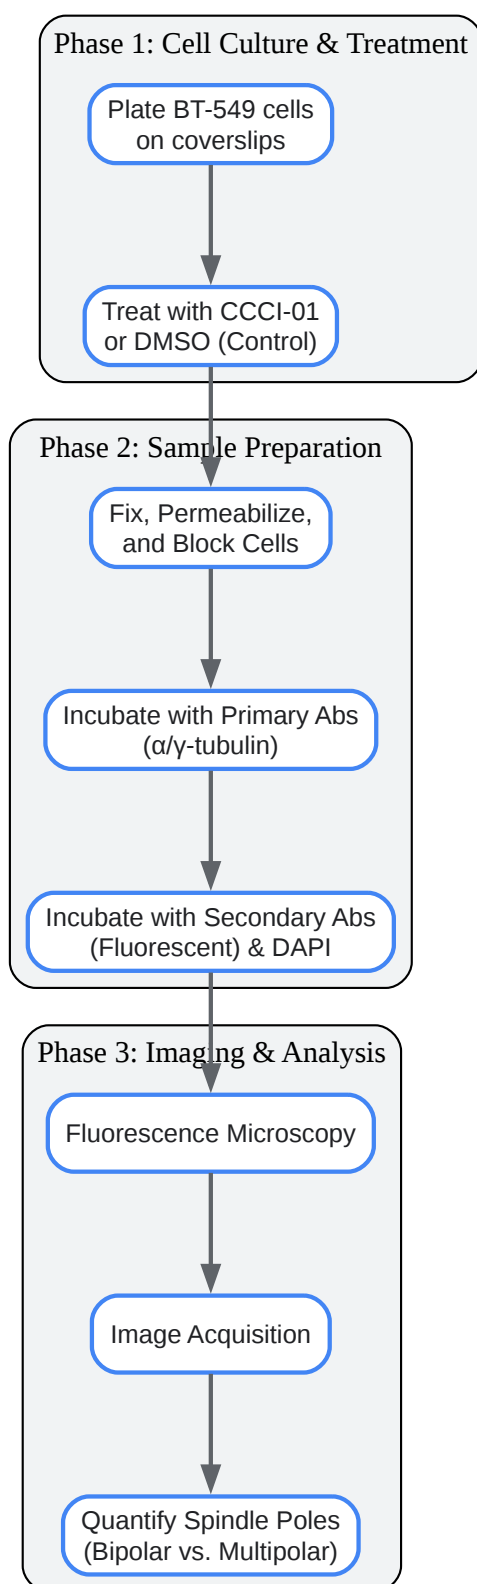 Phase 1: Cell Culture & Treatment
Plate BT-549 cells
on coverslips
Treat with CCCI-01
or DMSO (Control)
Phase 2: Sample Preparation
Fix, Permeabilize,
and Block Cells
Incubate with Primary Abs
(α/γ-tubulin)
Incubate with Secondary Abs
(Fluorescent) & DAPI
Phase 3: Imaging & Analysis
Fluorescence Microscopy
Image Acquisition
Quantify Spindle Poles
(Bipolar vs. Multipolar)